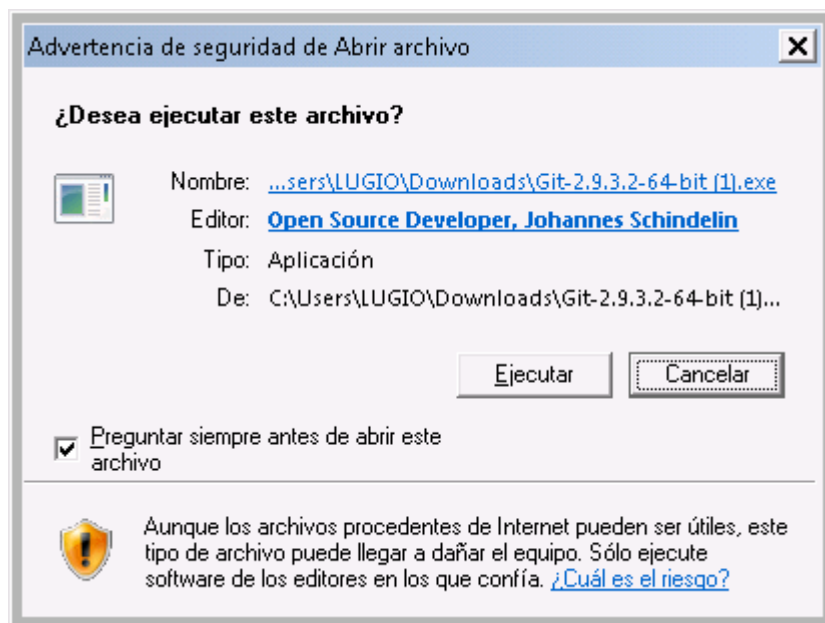 Advertencia de seguridad de Abrir archivo
¿Desea ejecutar este archivo?
Nombre: ...sers\LUGIO\Downloads\Git-2.9.3.2-64-bit (1).exe
Editor: Open Source Developer, Johannes Schindelin
Tipo: Aplicación
De: C:\Users\LUGIO\Downloads\Git-2.9.3.2-64-bit (1)...
Ejecutar Cancelar
Preguntar siempre antes de abrir este
archivo
Aunque los archivos procedentes de Internet pueden ser útiles, este
tipo de archivo puede llegar a dañar el equipo. Sólo ejecute
software de los editores en los que confía. ¿Cuál es el riesgo?